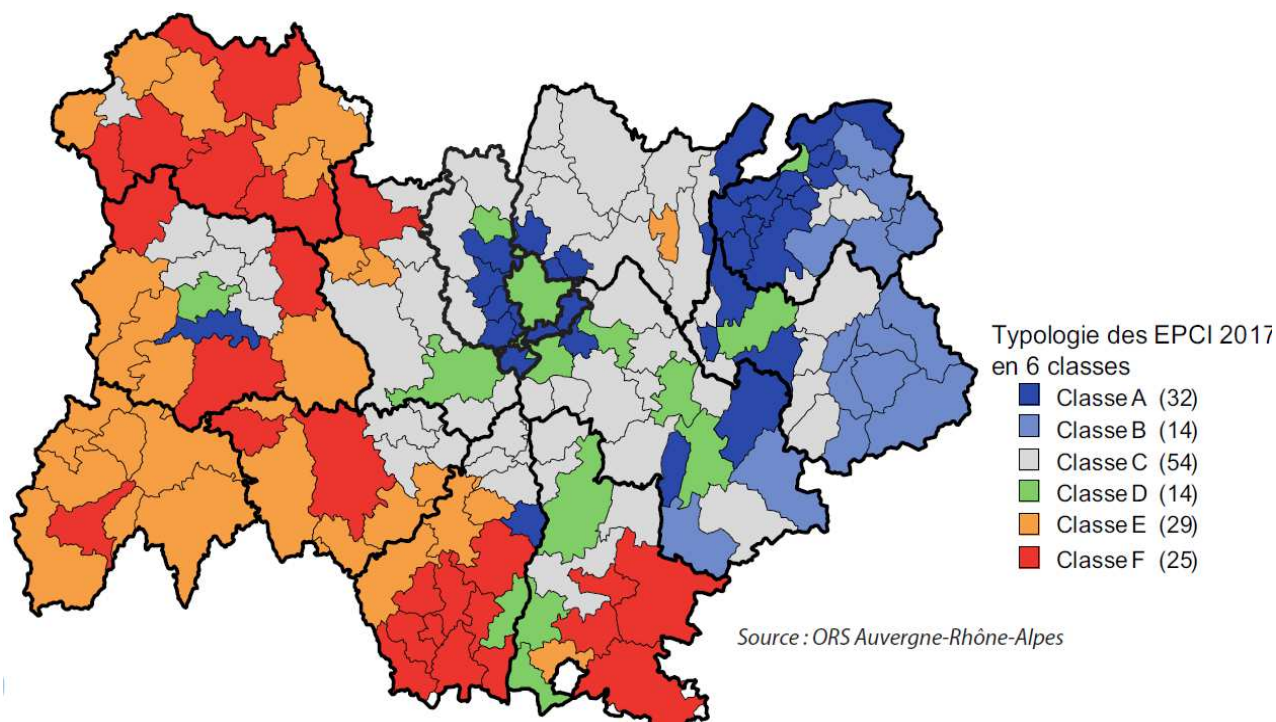 Typologie des EPCI 2017
en 6 classes
Classe A (32)
Classe B (14)
Classe C (54)
Classe D (14)
Classe E (29)
Classe F (25)
Source : ORS Auvergne-Rhône-Alpes